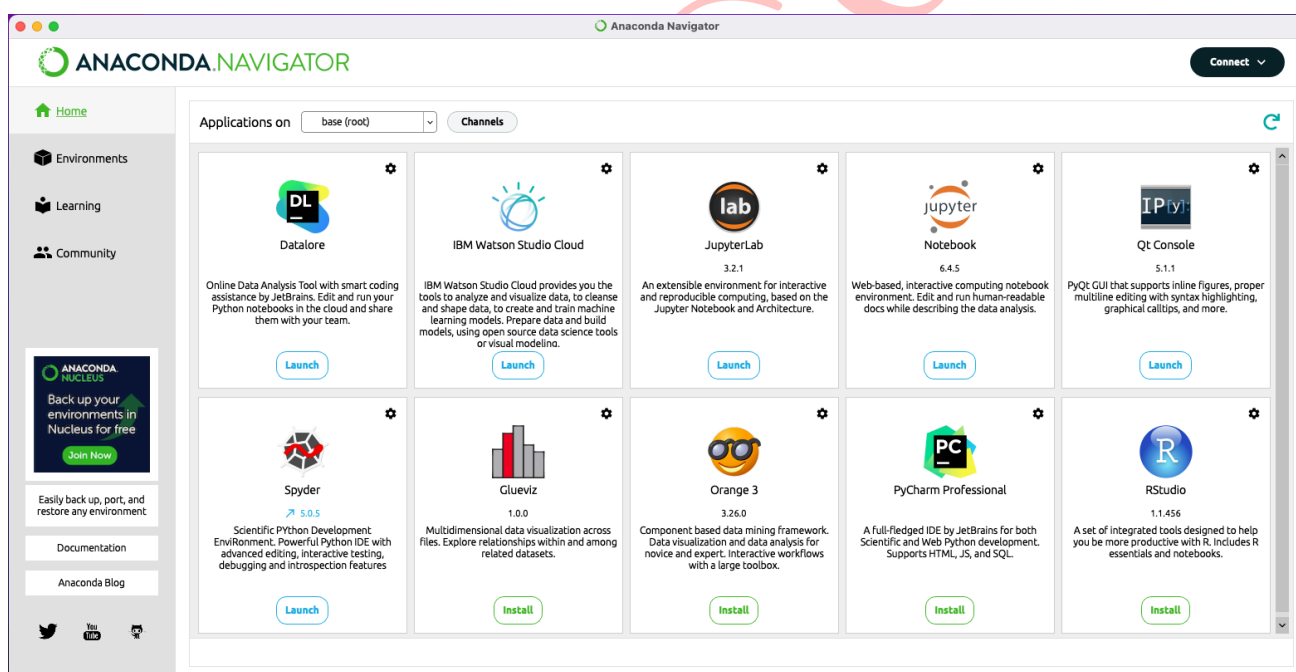 Anaconda Navigator
ANACONDA.NAVIGATOR
Connect
Home
Environments
Learning
Community
ANACONDA.
NUCLEUS
Back up your
environments in
Nucleus for free
Join Now
Easily back up, port, and
restore any environment
Documentation
Anaconda Blog
You
Tube
Applications on
base (root)
Channels
DL
Datalore
Online Data Analysis Tool with smart coding
assistance by JetBrains. Edit and run your
Python notebooks in the cloud and share
them with your team.
Launch
IBM Watson Studio Cloud
IBM Watson Studio Cloud provides you the
tools to analyze and visualize data, to cleanse
and shape data, to create and train machine
learning models. Prepare data and build
models, using open source data science tools
or visual modeling.
Launch
lab
JupyterLab
3.2.1
An extensible environment for interactive
and reproducible computing, based on the
Jupyter Notebook and Architecture.
Launch
jupyter
Notebook
6.4.5
Web-based, interactive computing notebook
environment. Edit and run human-readable
docs while describing the data analysis.
Launch
IP[y]:
Qt Console
5.1.1
PyQt GUI that supports inline figures, proper
multiline editing with syntax highlighting,
graphical calltips, and more.
Launch
Spyder
5.0.5
Scientific PYthon Development
EnviRonment. Powerful Python IDE with
advanced editing, interactive testing,
debugging and introspection features
Launch
Glueviz
1.0.0
Multidimensional data visualization across
files. Explore relationships within and among
related datasets.
Install
Orange 3
3.26.0
Component based data mining framework.
Data visualization and data analysis for
novice and expert. Interactive workflows
with a large toolbox.
Install
PC
PyCharm Professional
A full-fledged IDE by JetBrains for both
Scientific and Web Python development.
Supports HTML, JS, and SQL.
Install
R
RStudio
1.1.456
A set of integrated tools designed to help
you be more productive with R. Includes R
essentials and notebooks.
Install